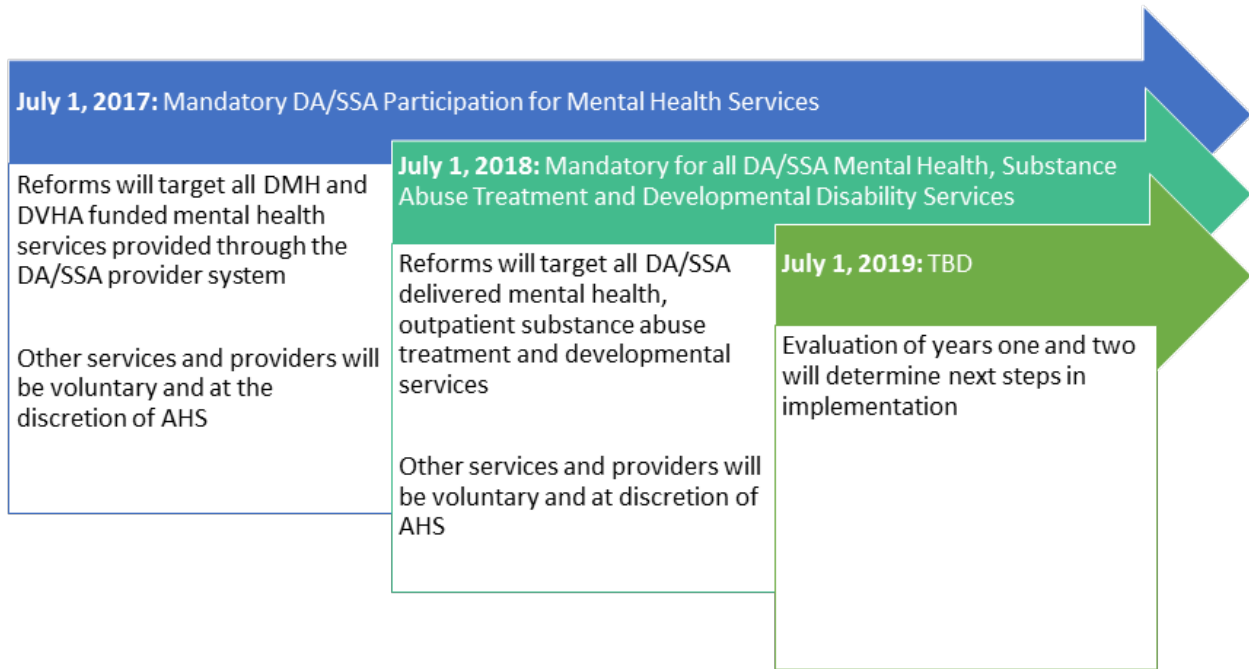 July 1, 2017: Mandatory DA/SSA Participation for Mental Health Services
Reforms will target all DMH and
DVHA funded mental health
services provided through the
DA/SSA provider system
Other services and providers will
be voluntary and at the
discretion of AHS
July 1, 2018: Mandatory for all DA/SSA Mental Health, Substance
Abuse Treatment and Developmental Disability Services
Reforms will target all DA/SSA
delivered mental health,
outpatient substance abuse
treatment and developmental
services
Other services and providers will
be voluntary and at discretion of
AHS
July 1, 2019: TBD
Evaluation of years one and two
will determine next steps in
implementation